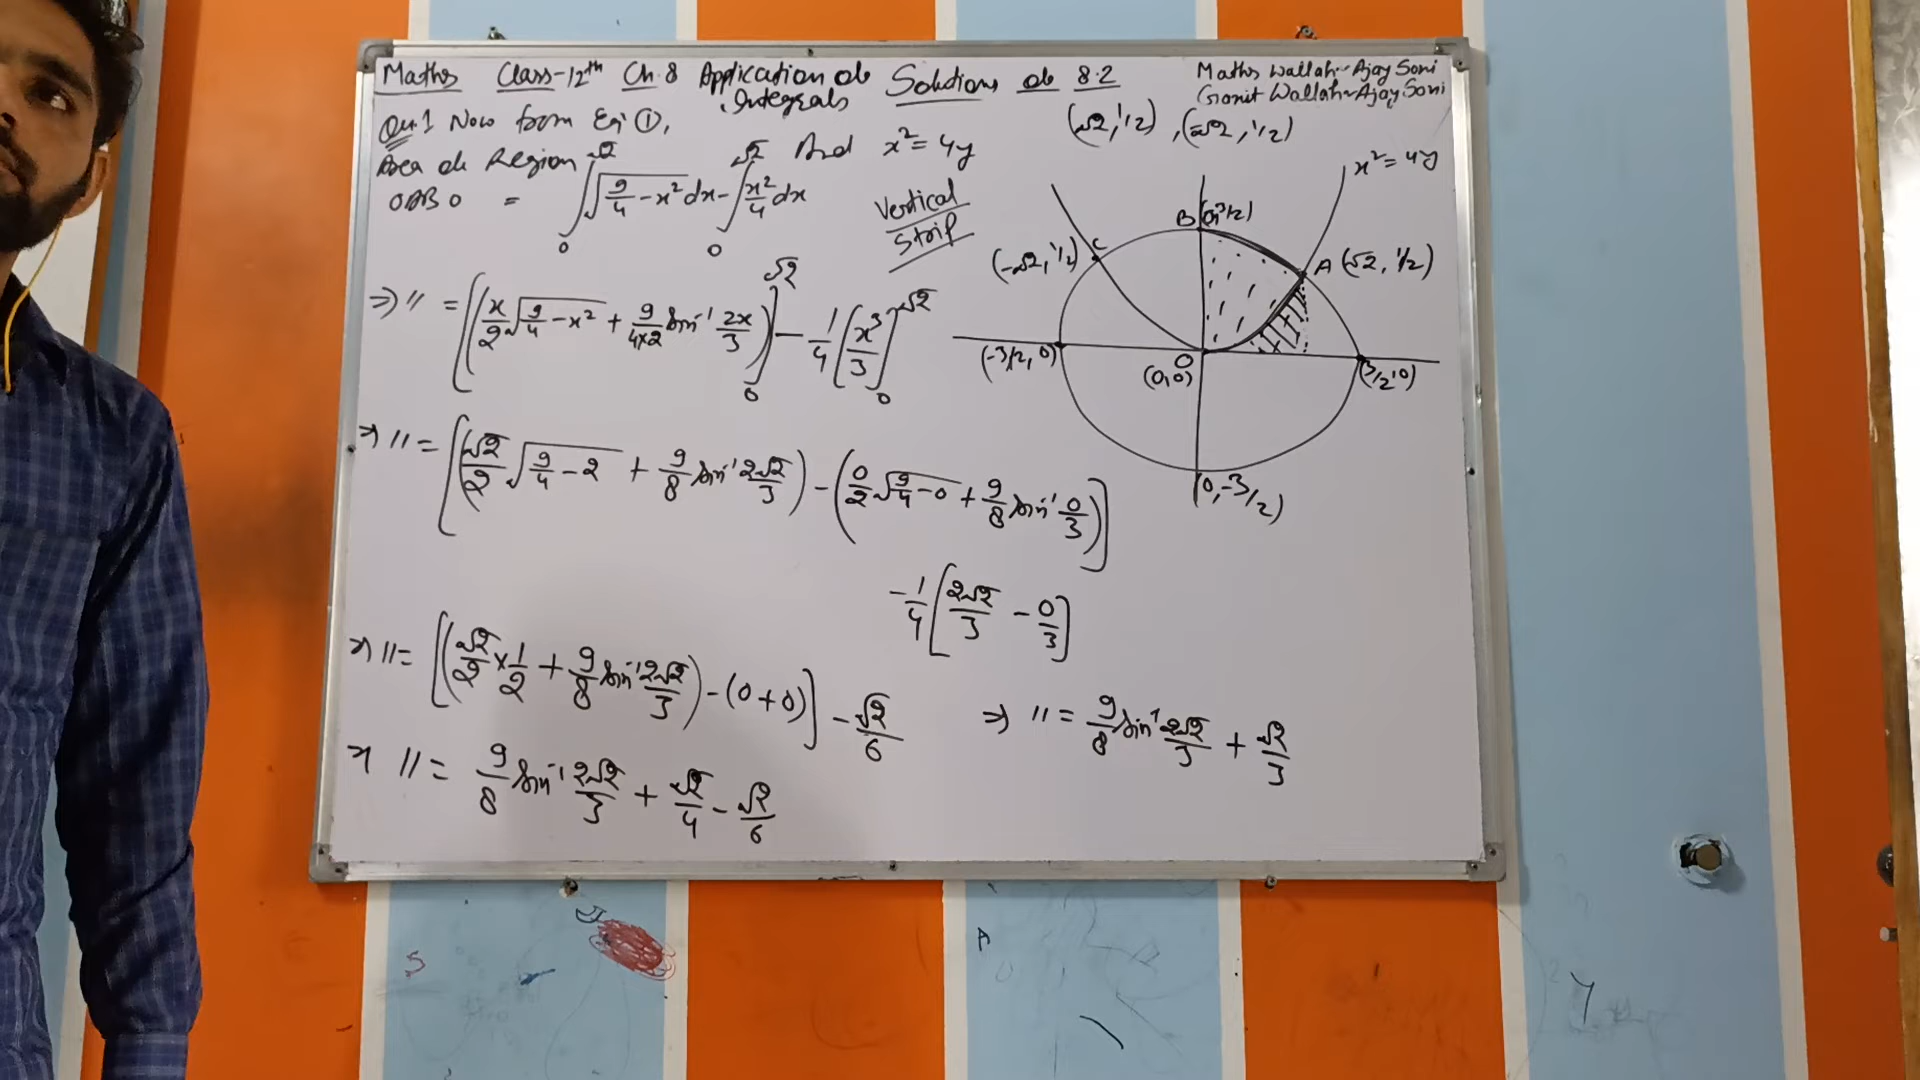 Maths Class-12th Ch.8 Application of Integrals Solutions of 8.2
Maths Wallah-Ajay Soni
Ganit Wallah-Ajay Soni
Qu.1 Now from Eqⁿ ①,
(√2, 1/2), (-√2, 1/2)
Area of Region OABO = ∫₀^√2 √(9/4 - x²) dx - ∫₀^√2 x²/4 dx
And x² = 4y
Vertical Strip
⇒ 〃 = [(x/2 √(9/4 - x²) + 9/(4×2) sin⁻¹ 2x/3)]₀^√2 - 1/4 [x³/3]₀^√2
⇒ 〃 = [(√2/2 √(9/4 - 2) + 9/8 sin⁻¹ 2√2/3) - (0/2 √(9/4 - 0) + 9/8 sin⁻¹ 0/3)]
- 1/4 [2√2/3 - 0/3]
⇒ 〃 = [(√2/2 × 1/2 + 9/8 sin⁻¹ 2√2/3) - (0 + 0)] - √2/6
⇒ 〃 = 9/8 sin⁻¹ 2√2/3 + √2/4 - √2/6
⇒ 〃 = 9/8 sin⁻¹ 2√2/3 + √2/3
x² = 4y
B (0, 3/2)
C
(-√2, 1/2)
A (√2, 1/2)
(-3/2, 0)
O
(0, 0)
(3/2, 0)
(0, -3/2)
S
A